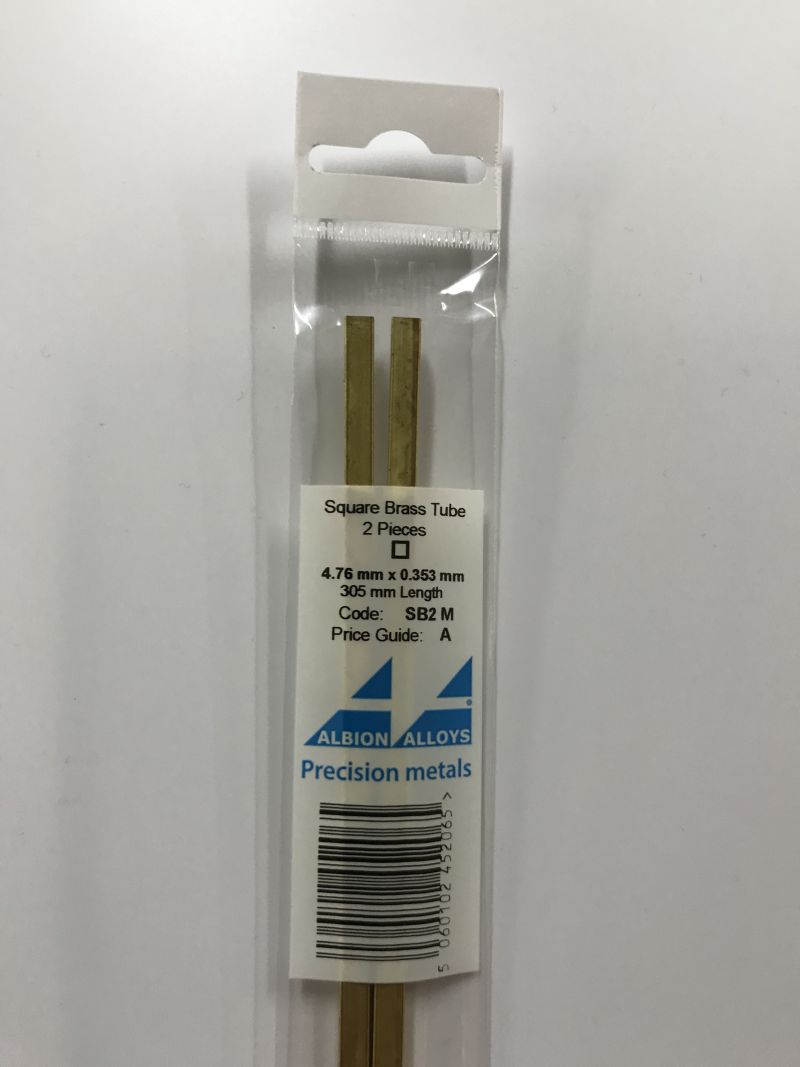 Square Brass Tube
2 Pieces
4.76 mm x 0.353 mm
305 mm Length
Code: SB2 M
Price Guide: A
ALBION ALLOYS
Precision metals
5 060102 452065 >